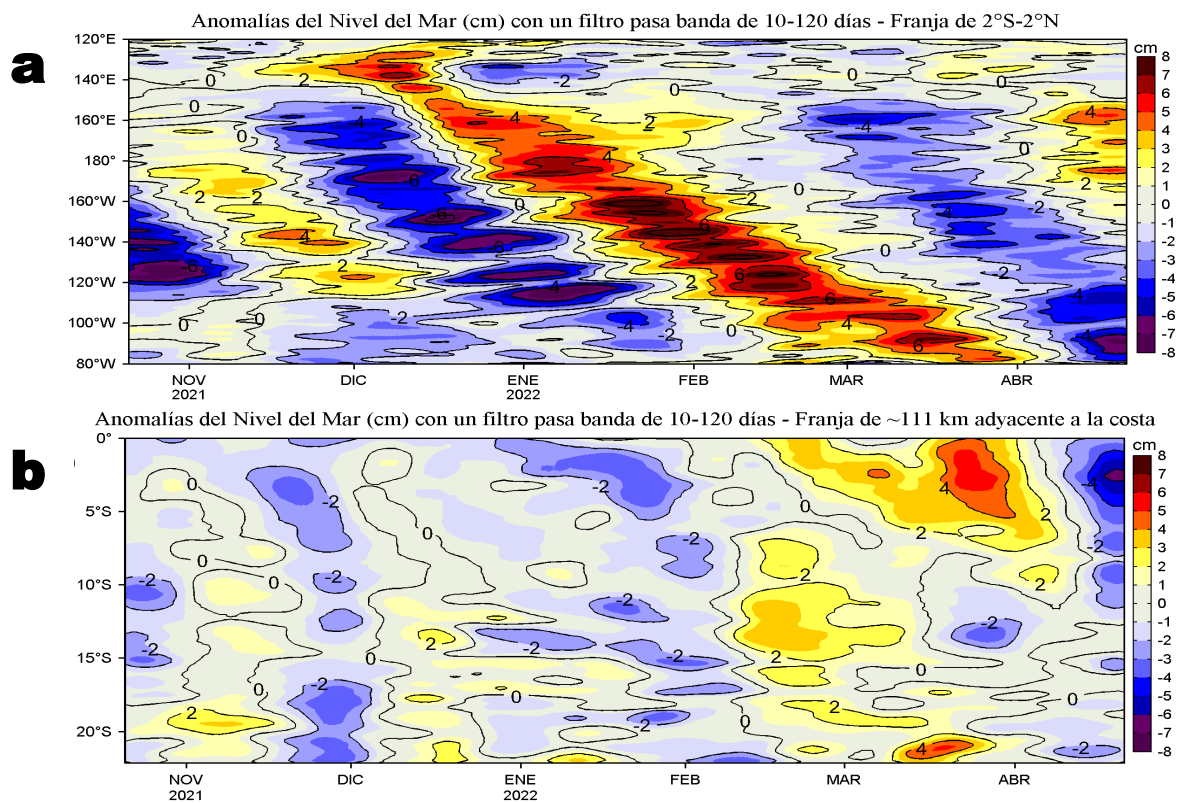 Anomalías del Nivel del Mar (cm) con un filtro pasa banda de 10-120 días - Franja de 2°S-2°N
a
120°E
140°E
160°E
180°
160°W
140°W
120°W
100°W
80°W
NOV
2021
DIC
ENE
2022
FEB
MAR
ABR
cm
8
7
6
5
4
3
2
1
0
-1
-2
-3
-4
-5
-6
-7
-8
Anomalías del Nivel del Mar (cm) con un filtro pasa banda de 10-120 días - Franja de ~111 km adyacente a la costa
b
0°
5°S
10°S
15°S
20°S
NOV
2021
DIC
ENE
2022
FEB
MAR
ABR
cm
8
7
6
5
4
3
2
1
0
-1
-2
-3
-4
-5
-6
-7
-8